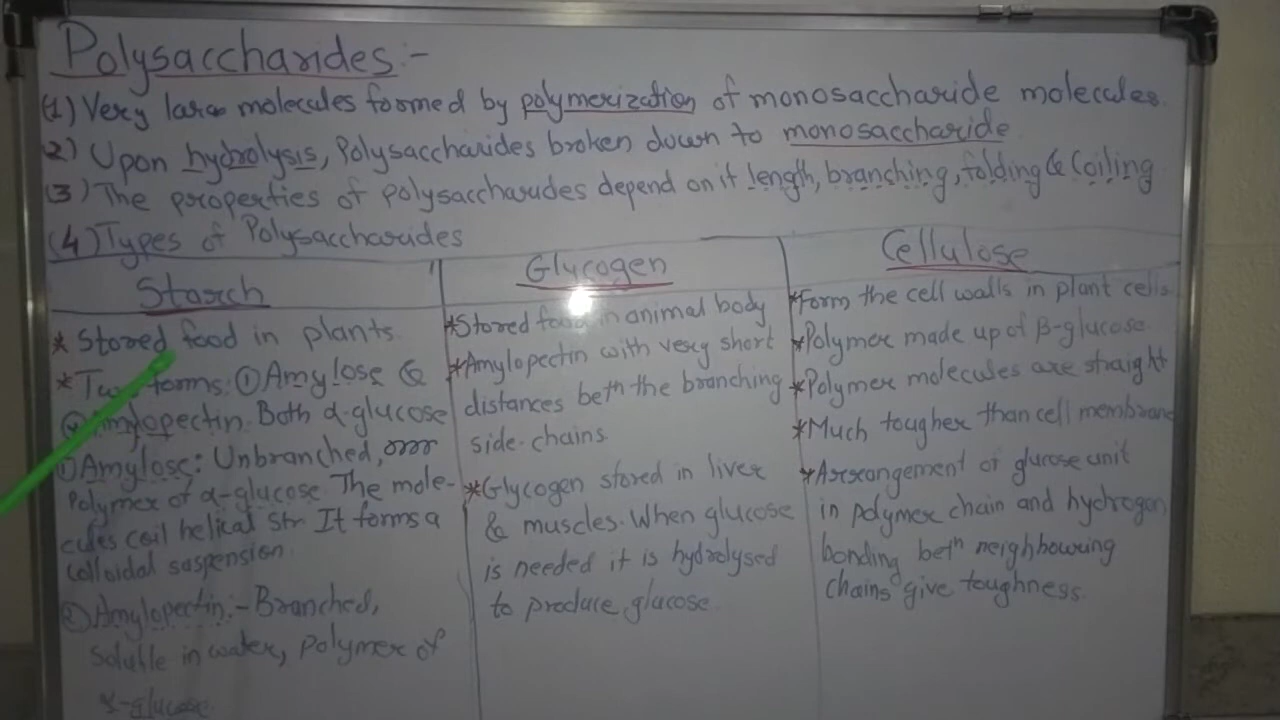 Polysaccharides:-
(1) Very large molecules formed by polymerization of monosaccharide molecules.
2) Upon hydrolysis, Polysaccharides broken down to monosaccharide
(3) The properties of polysaccharides depend on it length, branching, folding & Coiling
(4) Types of Polysaccharides
Starch
* Stored food in plants.
* Two forms: ① Amylose &
② Amylopectin. Both α-glucose
① Amylose: Unbranched,
Polymer of α-glucose. The mole-
cules coil helical str. It forms a
colloidal suspension.
② Amylopectin:- Branched,
soluble in water, polymer of
α-glucose
Glycogen
*Stored food in animal body
*Amylopectin with very short
distances betn the branching
side-chains.
*Glycogen stored in liver
& muscles. When glucose
is needed it is hydrolysed
to produce glucose
Cellulose
*Form the cell walls in plant cells.
*Polymer made up of β-glucose
*Polymer molecules are straight
*Much tougher than cell membrane
*Arrangement of glucose unit
in polymer chain and hydrogen
bonding betn neighbouring
chains give toughness.